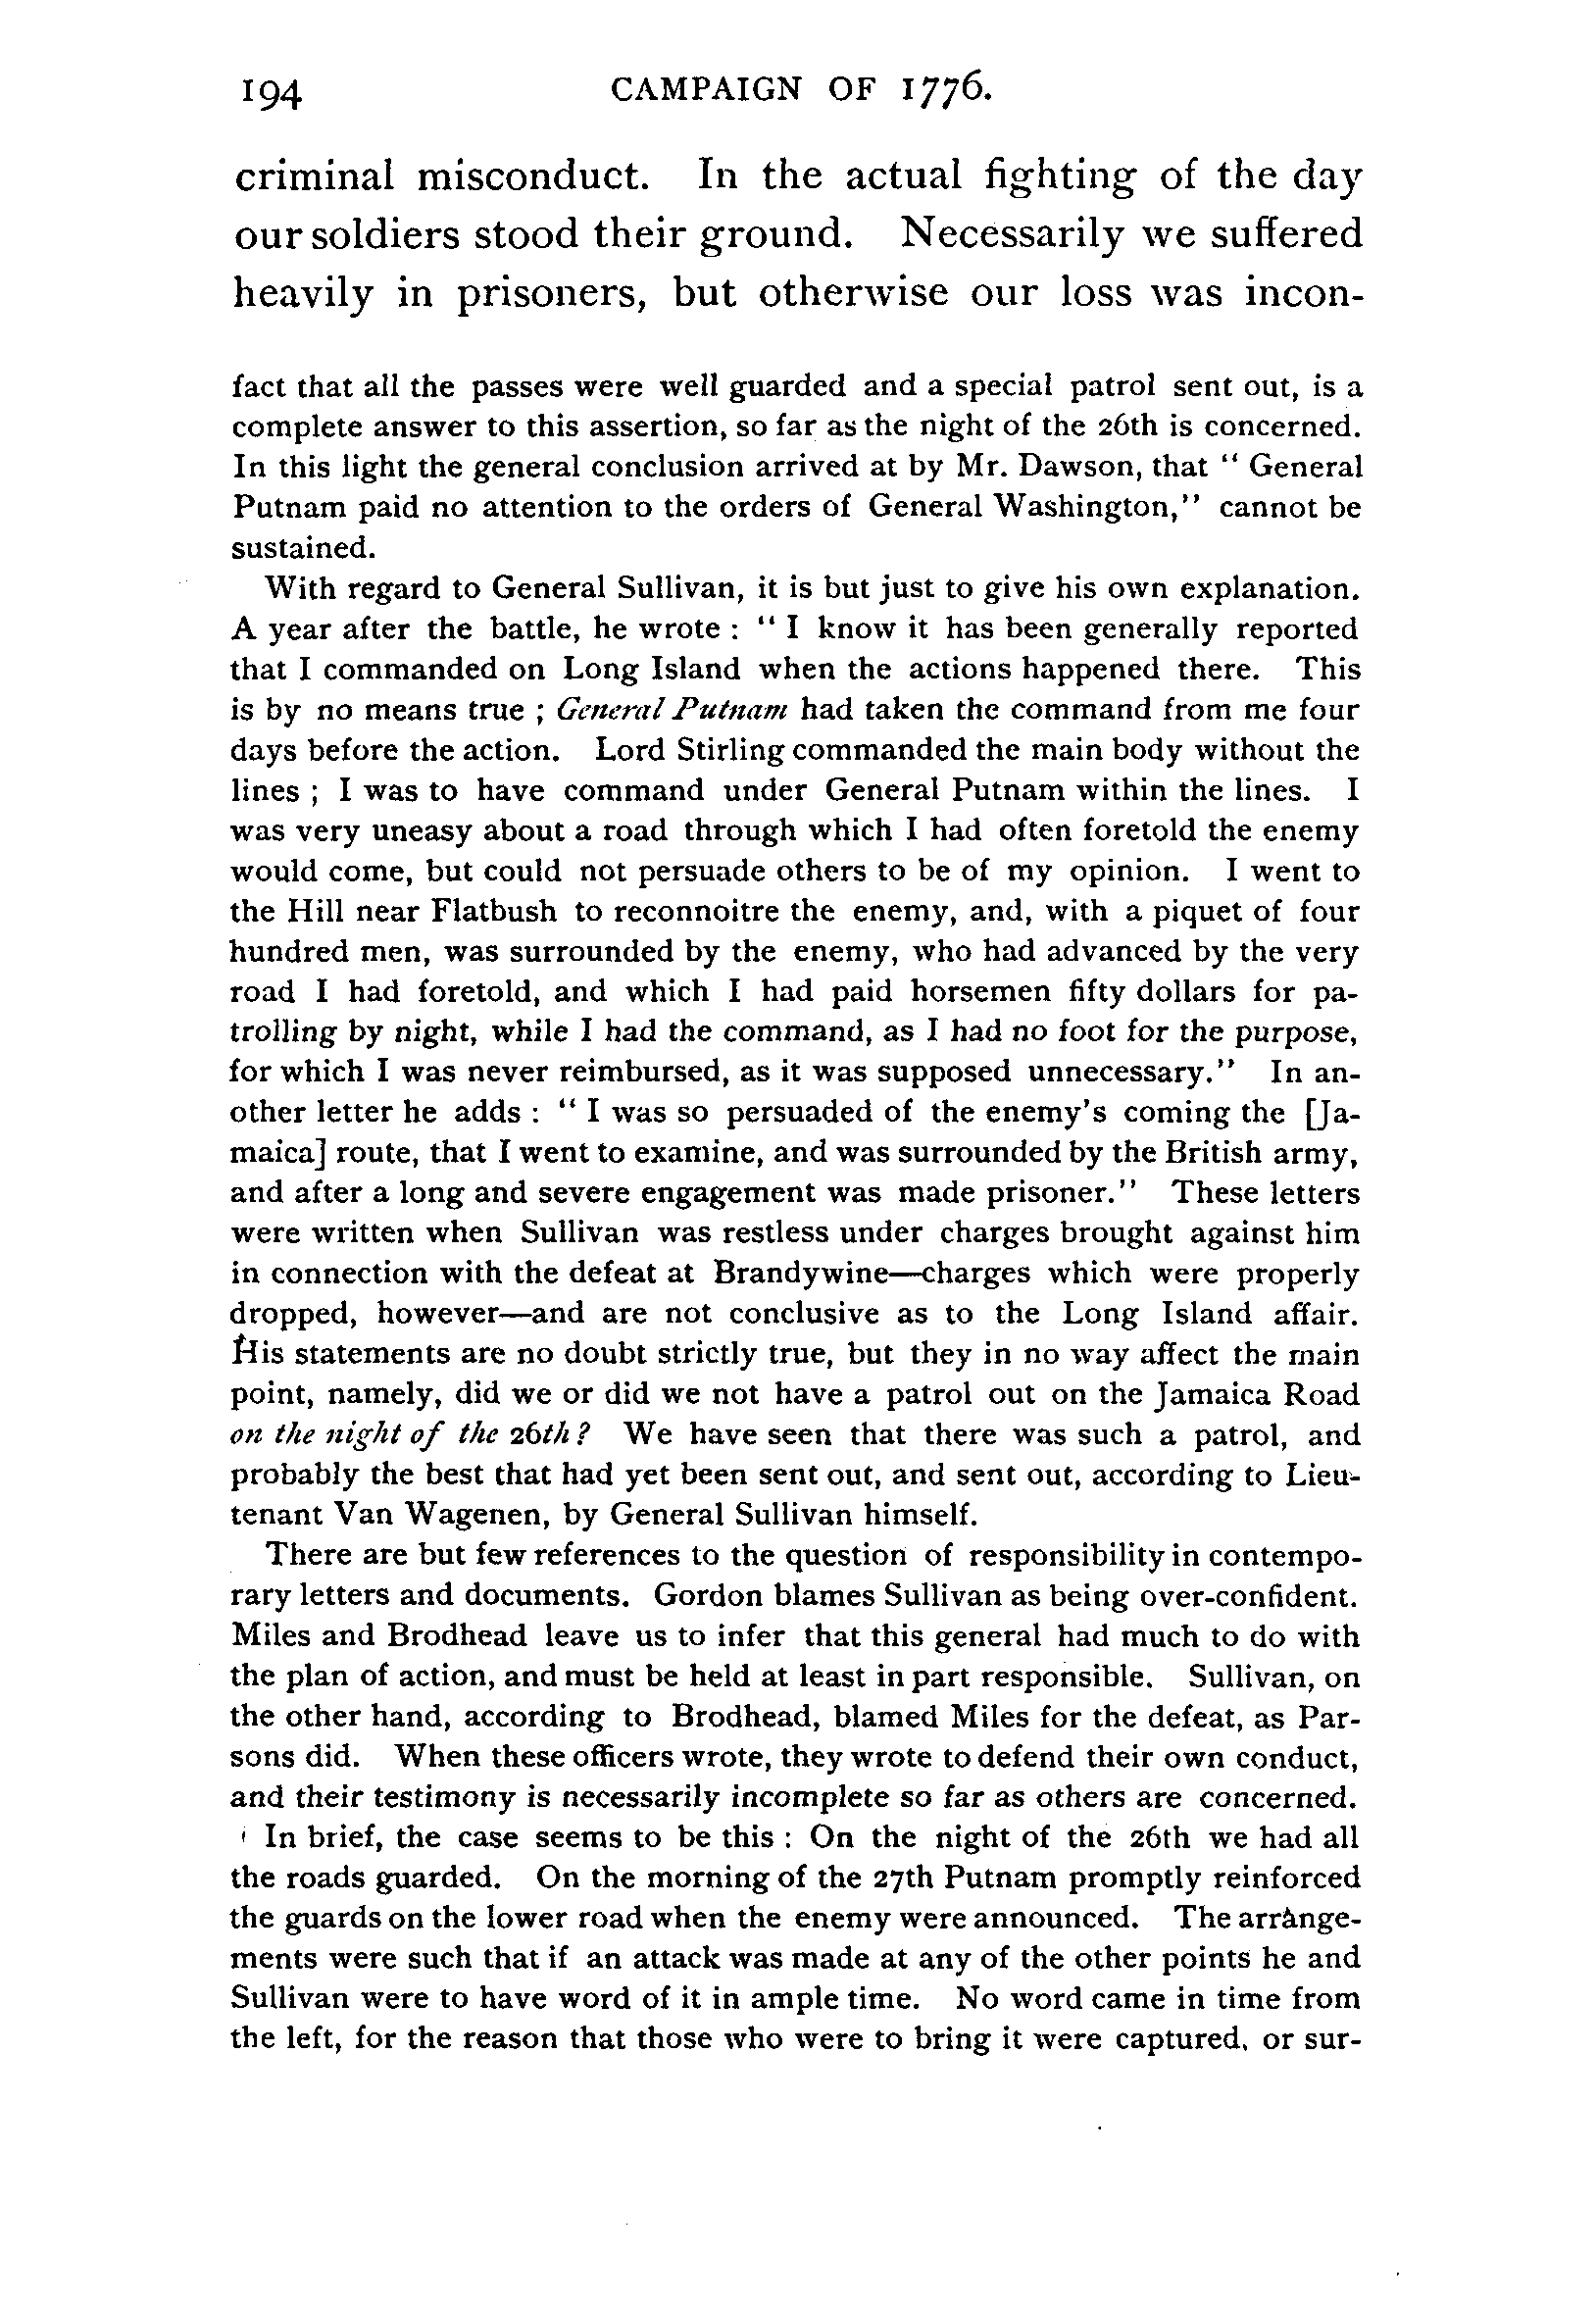 194 CAMPAIGN OF 1776.
criminal misconduct. In the actual fighting of the day
our soldiers stood their ground. Necessarily we suffered
heavily in prisoners, but otherwise our loss was incon-
fact that all the passes were well guarded and a special patrol sent out, is a
complete answer to this assertion, so far as the night of the 26th is concerned.
In this light the general conclusion arrived at by Mr. Dawson, that " General
Putnam paid no attention to the orders of General Washington," cannot be
sustained.
With regard to General Sullivan, it is but just to give his own explanation.
A year after the battle, he wrote : " I know it has been generally reported
that I commanded on Long Island when the actions happened there. This
is by no means true ; General Putnam had taken the command from me four
days before the action. Lord Stirling commanded the main body without the
lines ; I was to have command under General Putnam within the lines. I
was very uneasy about a road through which I had often foretold the enemy
would come, but could not persuade others to be of my opinion. I went to
the Hill near Flatbush to reconnoitre the enemy, and, with a piquet of four
hundred men, was surrounded by the enemy, who had advanced by the very
road I had foretold, and which I had paid horsemen fifty dollars for pa-
trolling by night, while I had the command, as I had no foot for the purpose,
for which I was never reimbursed, as it was supposed unnecessary." In an-
other letter he adds : " I was so persuaded of the enemy's coming the [Ja-
maica] route, that I went to examine, and was surrounded by the British army,
and after a long and severe engagement was made prisoner." These letters
were written when Sullivan was restless under charges brought against him
in connection with the defeat at Brandywine—charges which were properly
dropped, however—and are not conclusive as to the Long Island affair.
His statements are no doubt strictly true, but they in no way affect the main
point, namely, did we or did we not have a patrol out on the Jamaica Road
on the night of the 26th? We have seen that there was such a patrol, and
probably the best that had yet been sent out, and sent out, according to Lieu-
tenant Van Wagenen, by General Sullivan himself.
There are but few references to the question of responsibility in contempo-
rary letters and documents. Gordon blames Sullivan as being over-confident.
Miles and Brodhead leave us to infer that this general had much to do with
the plan of action, and must be held at least in part responsible. Sullivan, on
the other hand, according to Brodhead, blamed Miles for the defeat, as Par-
sons did. When these officers wrote, they wrote to defend their own conduct,
and their testimony is necessarily incomplete so far as others are concerned.
In brief, the case seems to be this : On the night of the 26th we had all
the roads guarded. On the morning of the 27th Putnam promptly reinforced
the guards on the lower road when the enemy were announced. The arrange-
ments were such that if an attack was made at any of the other points he and
Sullivan were to have word of it in ample time. No word came in time from
the left, for the reason that those who were to bring it were captured, or sur-